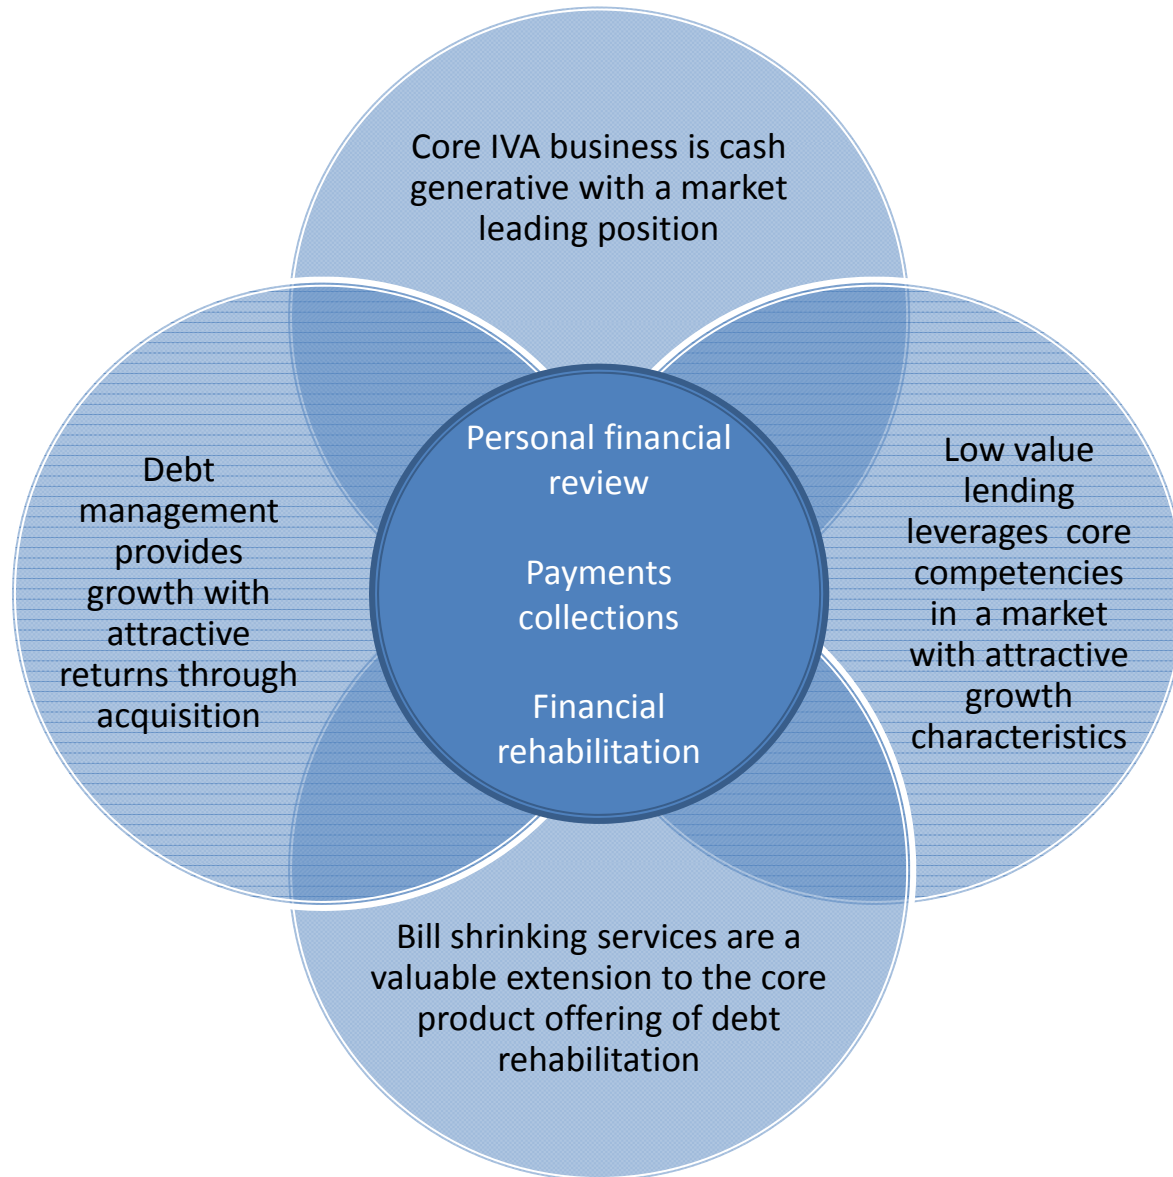 Core IVA business is cash
generative with a market
leading position
Debt
management
provides
growth with
attractive
returns through
acquisition
Personal financial
review
Payments
collections
Financial
rehabilitation
Low value
lending
leverages core
competencies
in a market
with attractive
growth
characteristics
Bill shrinking services are a
valuable extension to the core
product offering of debt
rehabilitation